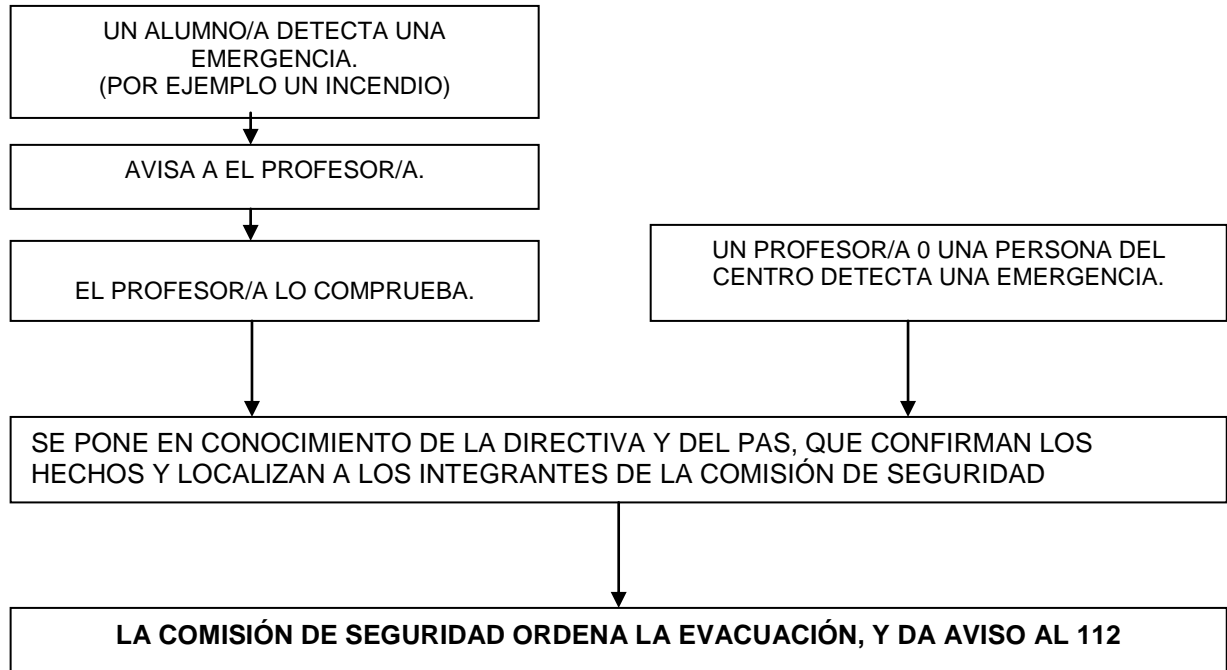 UN ALUMNO/A DETECTA UNA
EMERGENCIA.
(POR EJEMPLO UN INCENDIO)
AVISA A EL PROFESOR/A.
EL PROFESOR/A LO COMPRUEBA.
UN PROFESOR/A 0 UNA PERSONA DEL
CENTRO DETECTA UNA EMERGENCIA.
SE PONE EN CONOCIMIENTO DE LA DIRECTIVA Y DEL PAS, QUE CONFIRMAN LOS
HECHOS Y LOCALIZAN A LOS INTEGRANTES DE LA COMISIÓN DE SEGURIDAD
LA COMISIÓN DE SEGURIDAD ORDENA LA EVACUACIÓN, Y DA AVISO AL 112